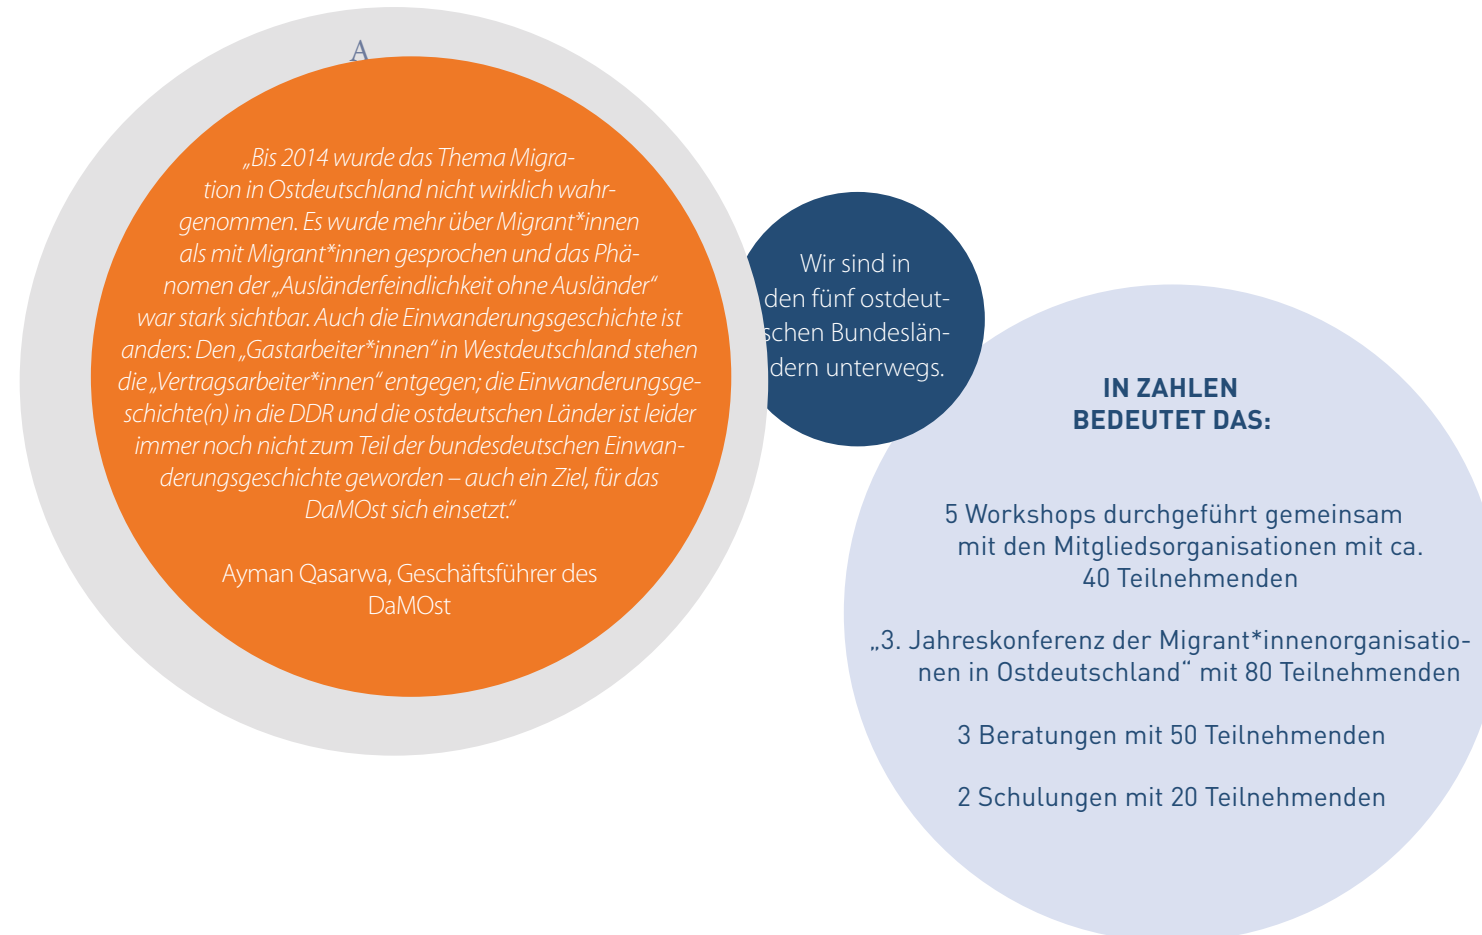 A
„Bis 2014 wurde das Thema Migra-
tion in Ostdeutschland nicht wirklich wahr-
genommen. Es wurde mehr über Migrant*innen
als mit Migrant*innen gesprochen und das Phä-
nomen der „Ausländerfeindlichkeit ohne Ausländer“
war stark sichtbar. Auch die Einwanderungsgeschichte ist
anders: Den „Gastarbeiter*innen“ in Westdeutschland stehen
die „Vertragsarbeiter*innen“ entgegen; die Einwanderungsge-
schichte(n) in die DDR und die ostdeutschen Länder ist leider
immer noch nicht zum Teil der bundesdeutschen Einwan-
derungsgeschichte geworden – auch ein Ziel, für das
DaMOst sich einsetzt.“
Ayman Qasarwa, Geschäftsführer des
DaMOst
Wir sind in
den fünf ostdeut-
schen Bundeslän-
dern unterwegs.
IN ZAHLEN
BEDEUTET DAS:
5 Workshops durchgeführt gemeinsam
mit den Mitgliedsorganisationen mit ca.
40 Teilnehmenden
„3. Jahreskonferenz der Migrant*innenorganisatio-
nen in Ostdeutschland“ mit 80 Teilnehmenden
3 Beratungen mit 50 Teilnehmenden
2 Schulungen mit 20 Teilnehmenden